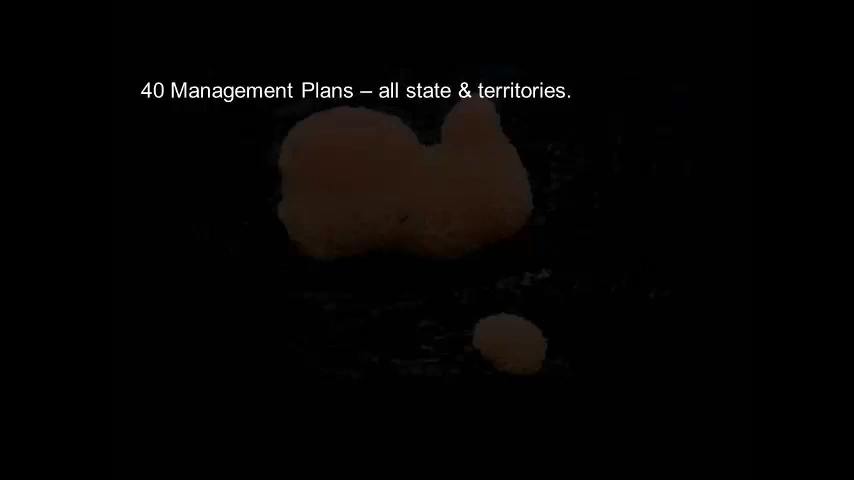 40 Management Plans – all state & territories.